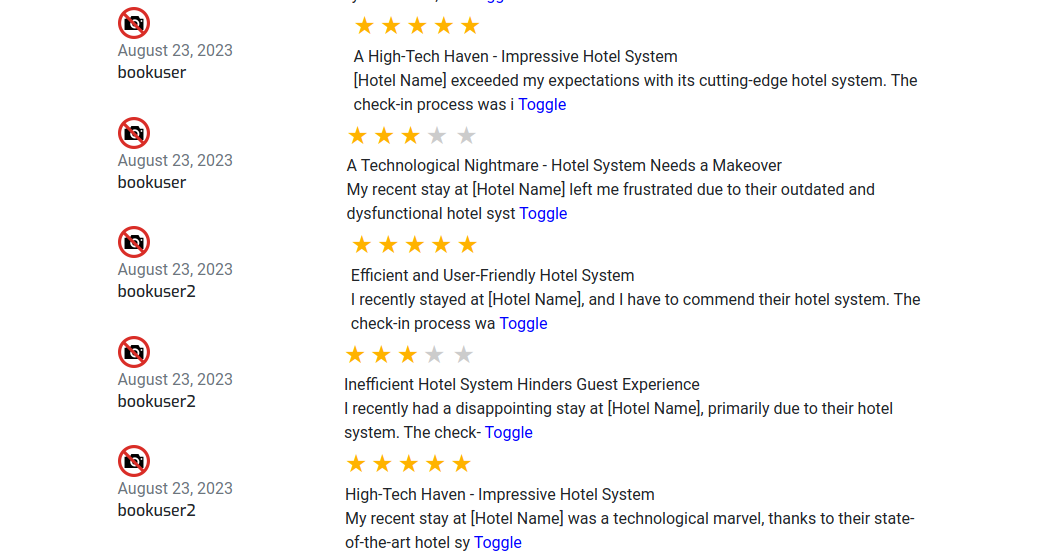 August 23, 2023
bookuser
A High-Tech Haven - Impressive Hotel System
[Hotel Name] exceeded my expectations with its cutting-edge hotel system. The
check-in process was i Toggle
August 23, 2023
bookuser
A Technological Nightmare - Hotel System Needs a Makeover
My recent stay at [Hotel Name] left me frustrated due to their outdated and
dysfunctional hotel syst Toggle
August 23, 2023
bookuser2
Efficient and User-Friendly Hotel System
I recently stayed at [Hotel Name], and I have to commend their hotel system. The
check-in process wa Toggle
August 23, 2023
bookuser2
Inefficient Hotel System Hinders Guest Experience
I recently had a disappointing stay at [Hotel Name], primarily due to their hotel
system. The check- Toggle
August 23, 2023
bookuser2
High-Tech Haven - Impressive Hotel System
My recent stay at [Hotel Name] was a technological marvel, thanks to their state-
of-the-art hotel sy Toggle